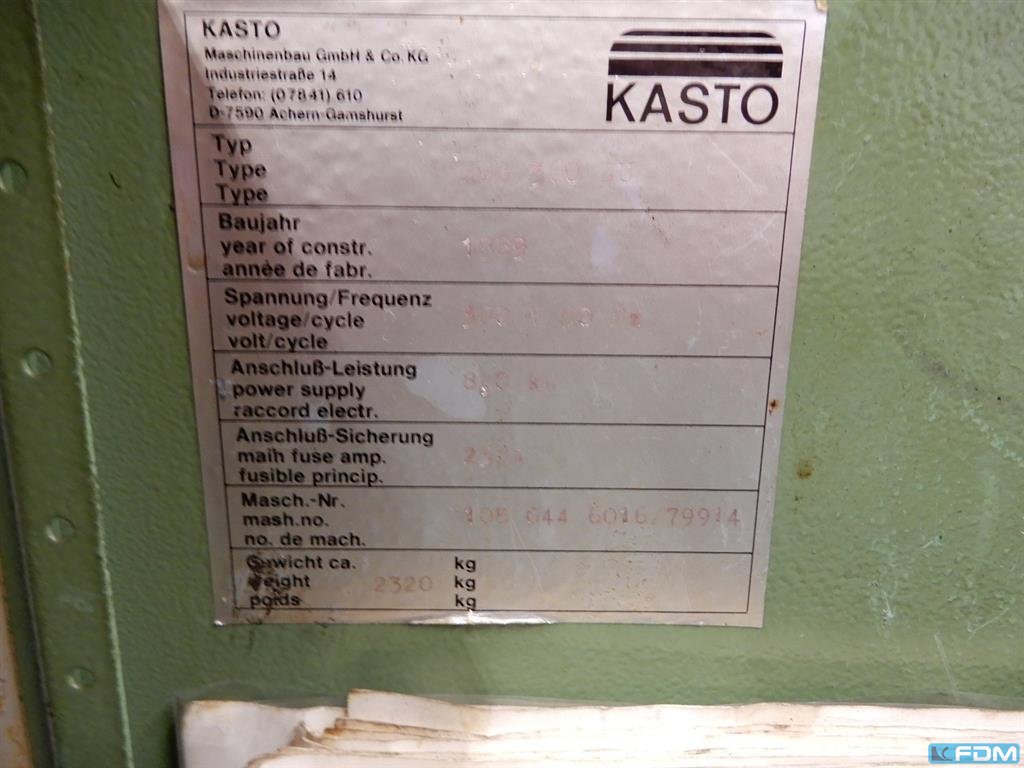 KASTO
Maschinenbau GmbH & Co. KG
Industriestraße 14
Telefon: (07841) 610
D-7590 Achern-Gamshurst
KASTO
Typ
Type
Type
Baujahr
year of constr.
année de fabr.
Spannung/Frequenz
voltage/cycle
volt/cycle
Anschluß-Leistung
power supply
raccord electr.
Anschluß-Sicherung
main fuse amp.
fusible princip.
Masch.-Nr.
mash.no. 108 044 6016/79914
no. de mach.
Gewicht ca. kg
weight 2320 kg
poids kg
FDM